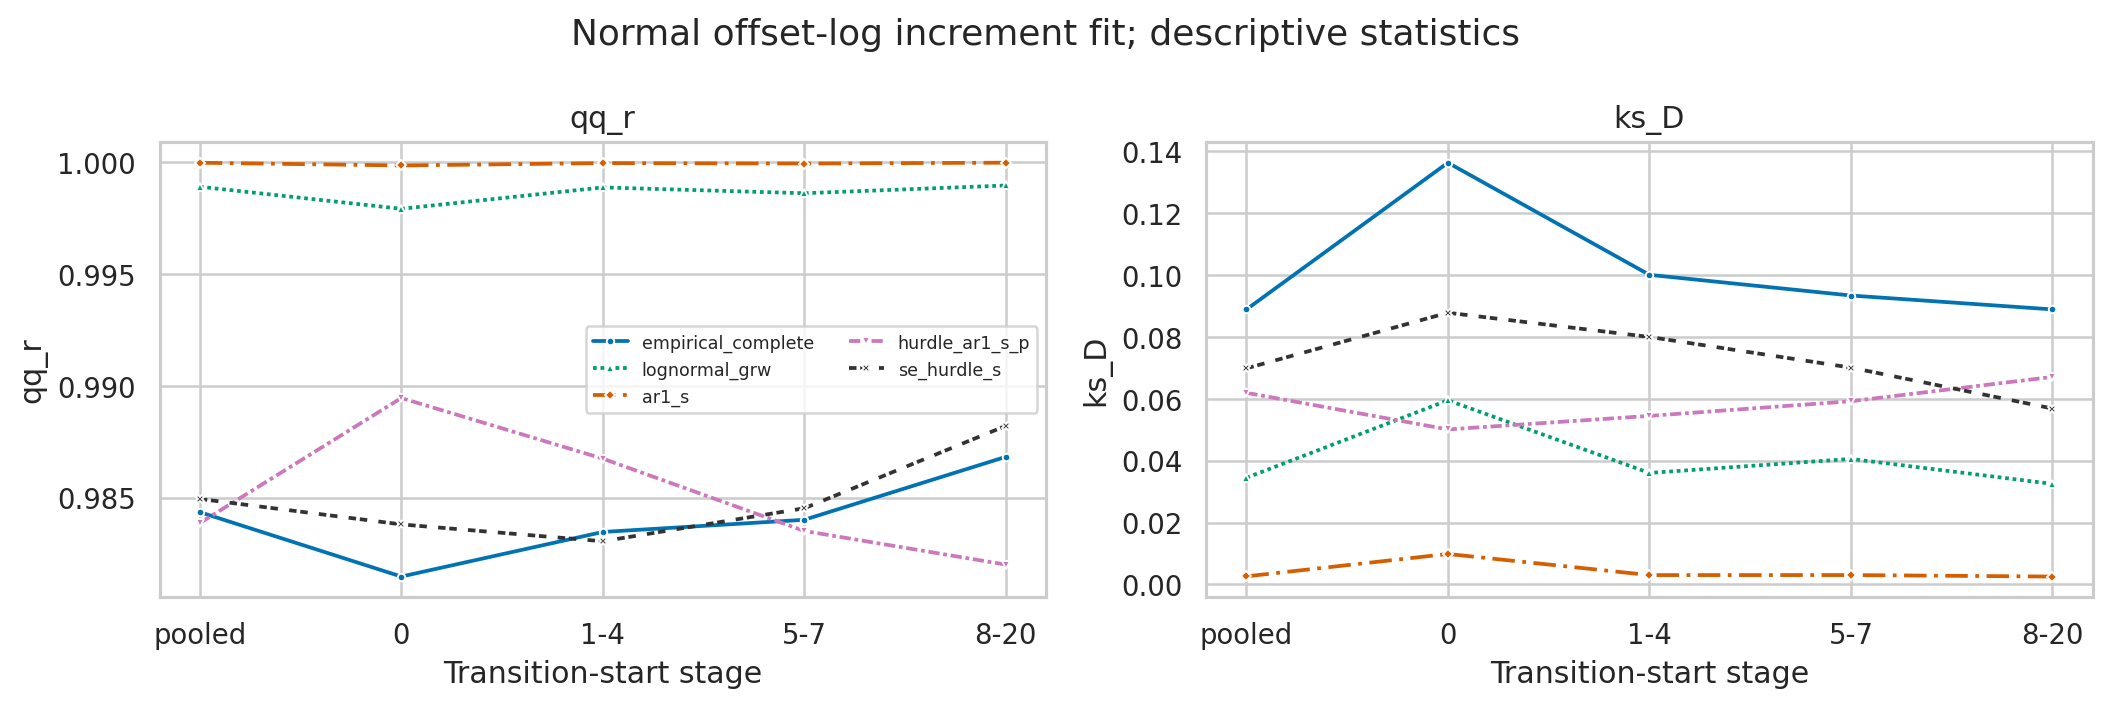 Normal offset-log increment fit; descriptive statistics
qq_r
qq_r
1.000
0.995
0.990
0.985
empirical_complete
lognormal_grw
ar1_s
hurdle_ar1_s_p
se_hurdle_s
pooled
0
1-4
5-7
8-20
Transition-start stage
ks_D
ks_D
0.14
0.12
0.10
0.08
0.06
0.04
0.02
0.00
pooled
0
1-4
5-7
8-20
Transition-start stage